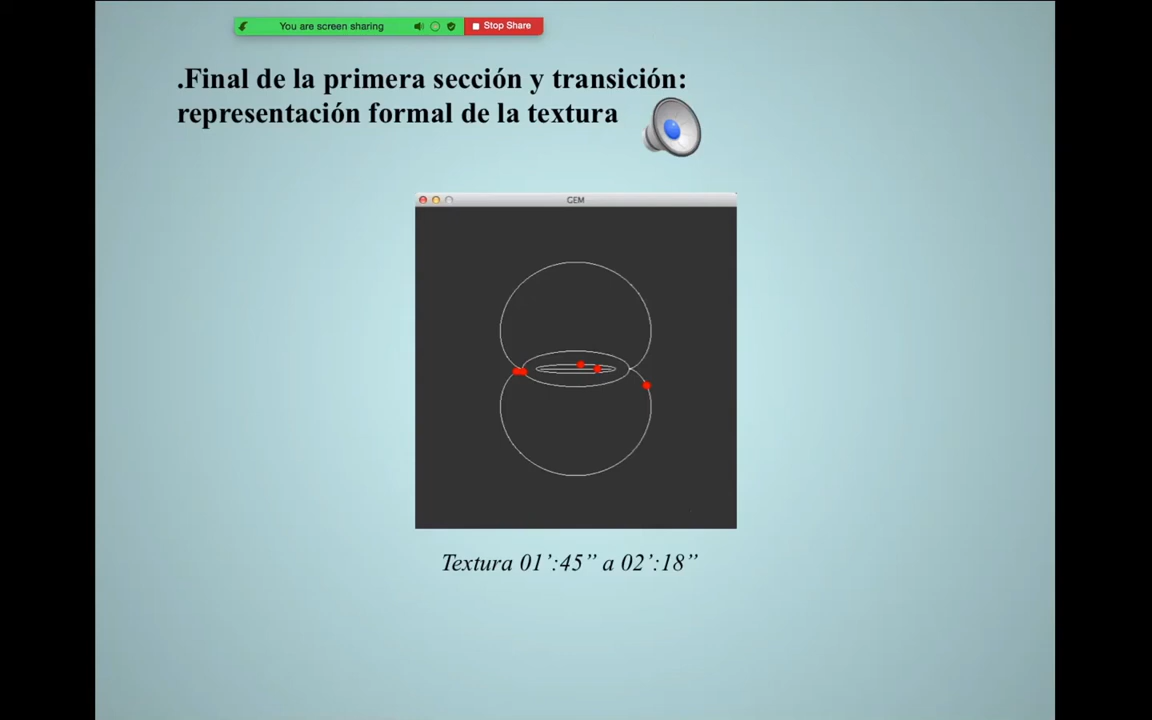 You are screen sharing
Stop Share
.Final de la primera sección y transición:
representación formal de la textura
GEM
Textura 01’:45” a 02’:18”